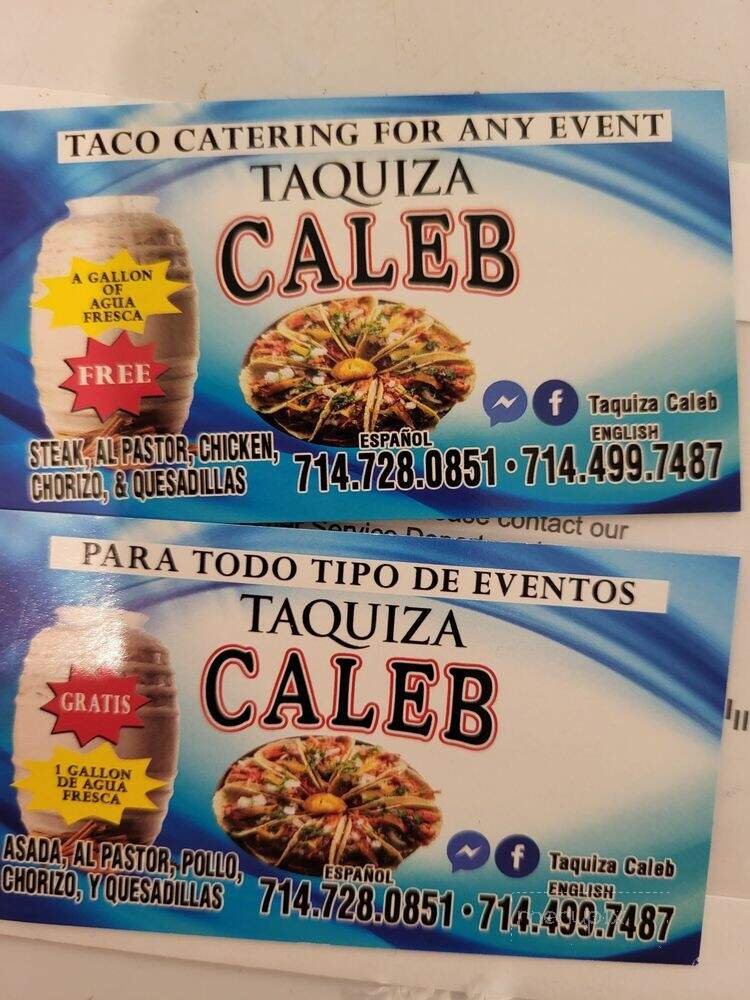 TACO CATERING FOR ANY EVENT
TAQUIZA
CALEB
A GALLON
OF
AGUA
FRESCA
FREE
Taquiza Caleb
STEAK, AL PASTOR, CHICKEN,
CHORIZO, & QUESADILLAS
ESPAÑOL
ENGLISH
714.728.0851 • 714.499.7487
contact our
Service
PARA TODO TIPO DE EVENTOS
TAQUIZA
CALEB
GRATIS
1 GALLON
DE AGUA
FRESCA
Taquiza Caleb
ASADA, AL PASTOR, POLLO,
CHORIZO, Y QUESADILLAS
ESPAÑOL
ENGLISH
714.728.0851 • 714.499.7487